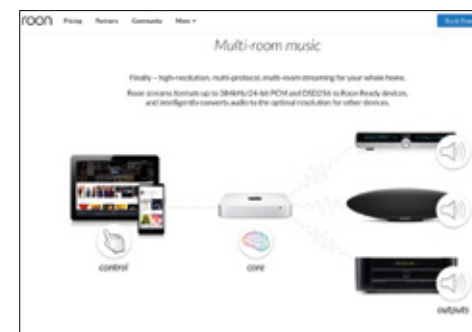 roon Pricing Partners Community More
Multi-room music
Finally – high-resolution, multi-protocol, multi-room streaming for your whole home.
Roon streams formats up to 384kHz/24-bit PCM and DSD256 to Roon Ready devices,
and intelligently converts audio to the optimal resolution for other devices.
control
core
outputs